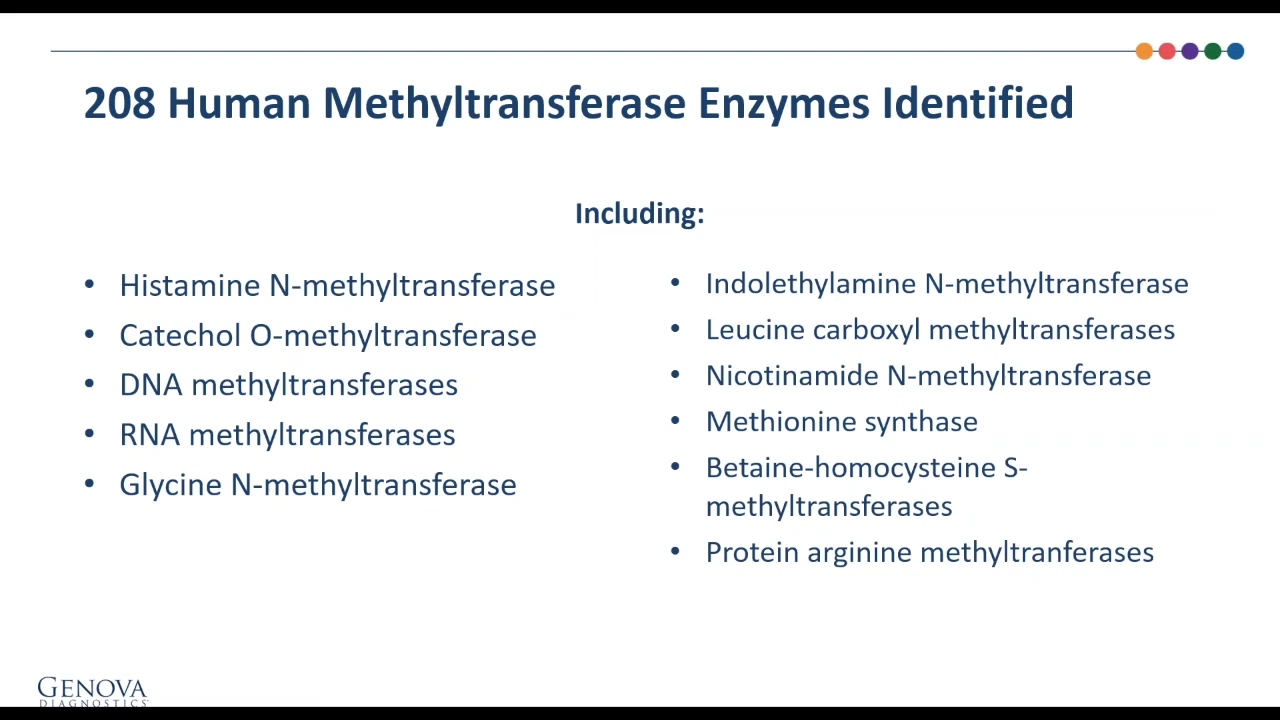 208 Human Methyltransferase Enzymes Identified
Including:
• Histamine N-methyltransferase
• Catechol O-methyltransferase
• DNA methyltransferases
• RNA methyltransferases
• Glycine N-methyltransferase
• Indolethylamine N-methyltransferase
• Leucine carboxyl methyltransferases
• Nicotinamide N-methyltransferase
• Methionine synthase
• Betaine-homocysteine S-
methyltransferases
• Protein arginine methyltranferases
GENOVA
DIAGNOSTICS